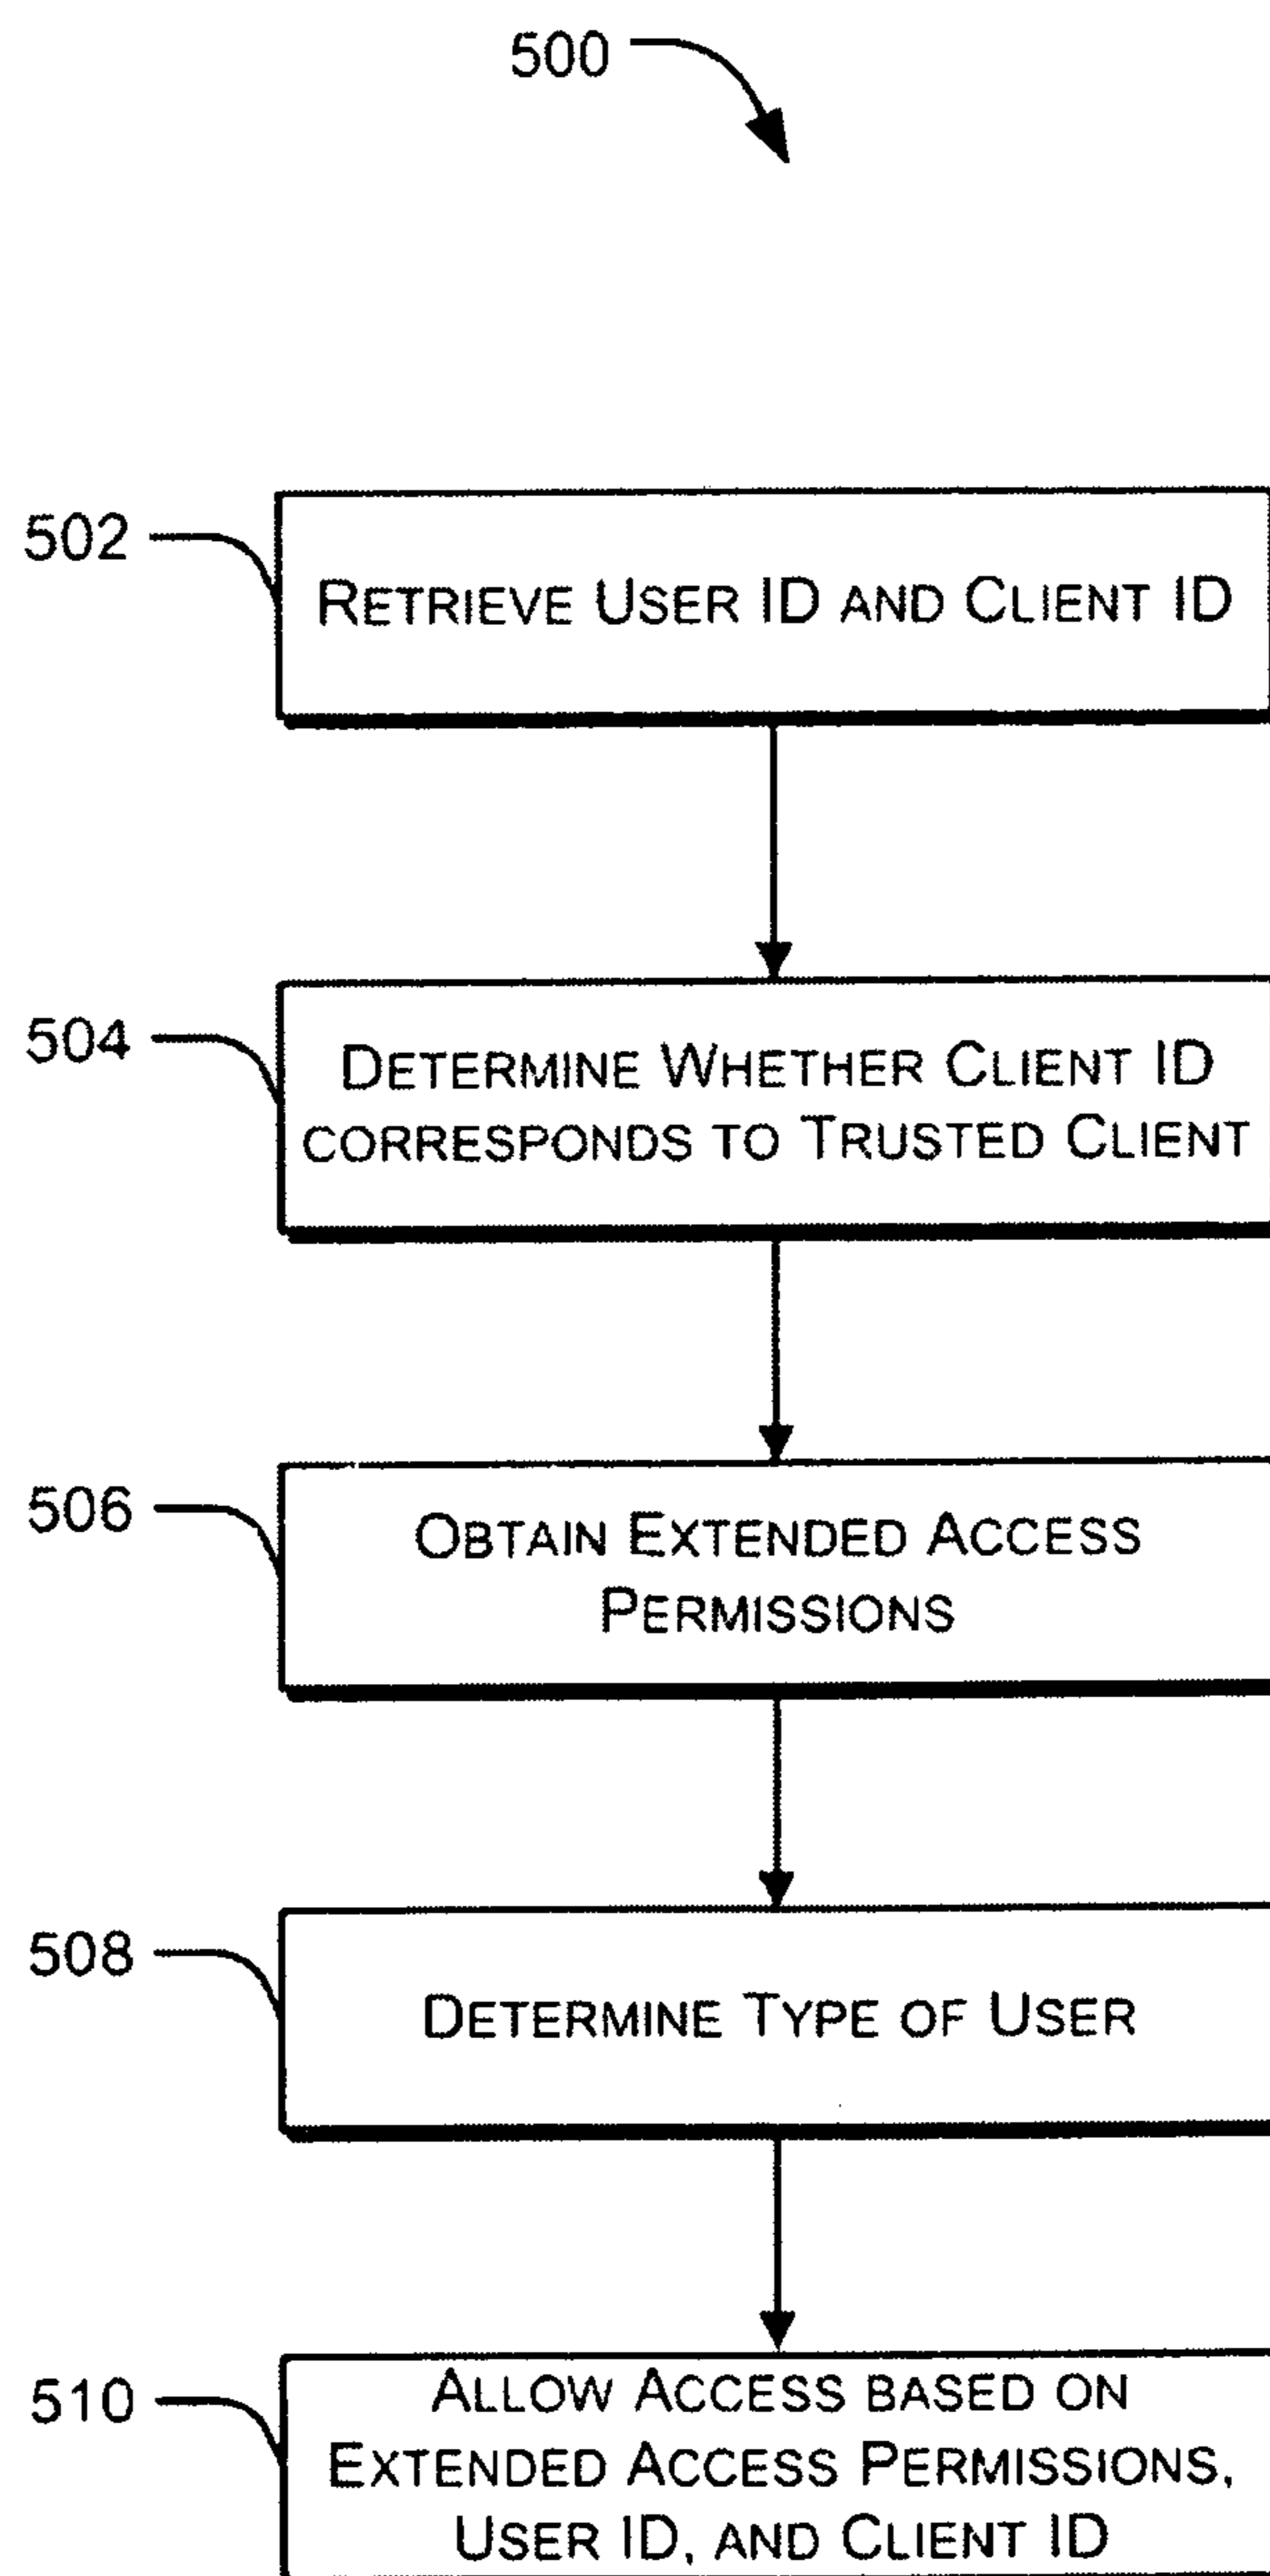 500
502
RETRIEVE USER ID AND CLIENT ID
504
DETERMINE WHETHER CLIENT ID
CORRESPONDS TO TRUSTED CLIENT
506
OBTAIN EXTENDED ACCESS
PERMISSIONS
508
DETERMINE TYPE OF USER
510
ALLOW ACCESS BASED ON
EXTENDED ACCESS PERMISSIONS,
USER ID, AND CLIENT ID